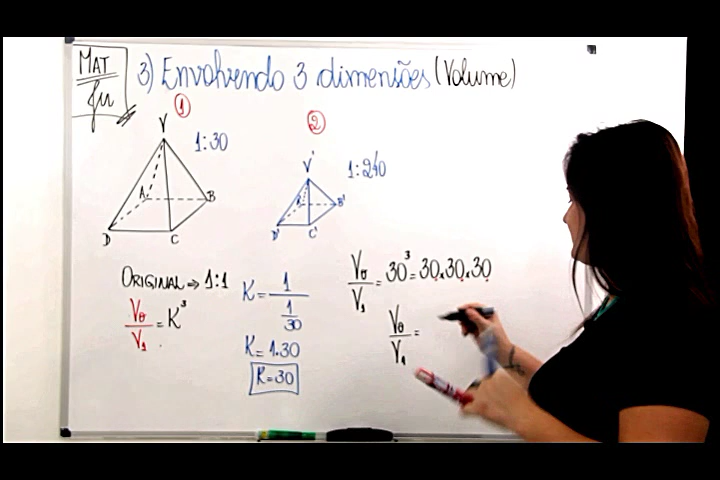 MAT
fu
3) Envolvendo 3 dimensões (Volume)
1
V
1:30
A
B
D
C
2
V'
1:240
B'
D'
C'
ORIGINAL ⇒ 1:1
V₀/V₁ = K³
K = 1/(1/30)
K = 1.30
K = 30
V₀/V₁ = 30³ = 30.30.30
V₀/V₁ =